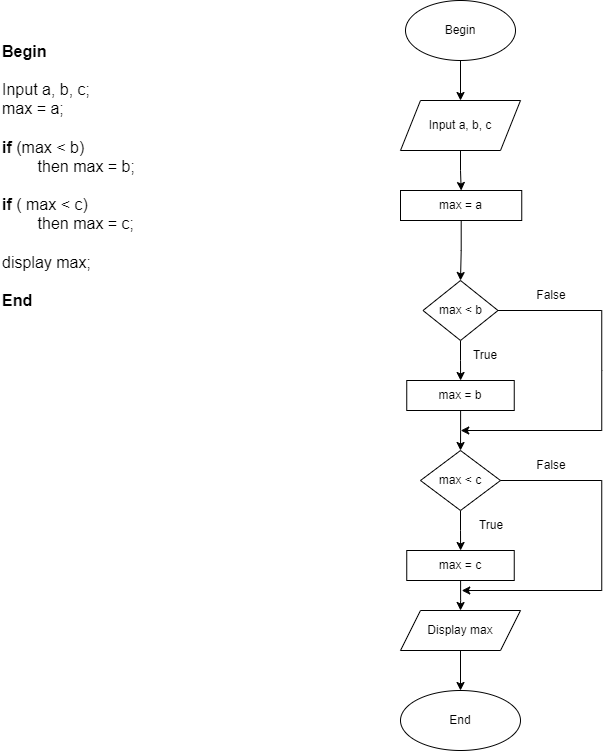 Begin
Input a, b, c;
max = a;
if (max < b)
then max = b;
if ( max < c)
then max = c;
display max;
End
Begin
Input a, b, c
max = a
max < b
False
True
max = b
max < c
False
True
max = c
Display max
End